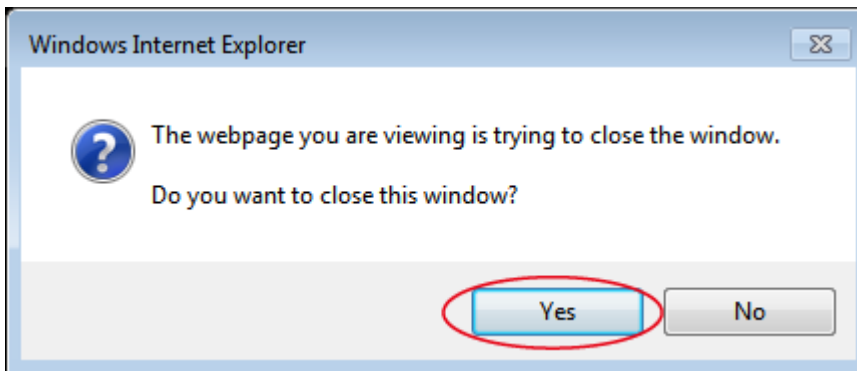 Windows Internet Explorer
The webpage you are viewing is trying to close the window.
Do you want to close this window?
Yes No